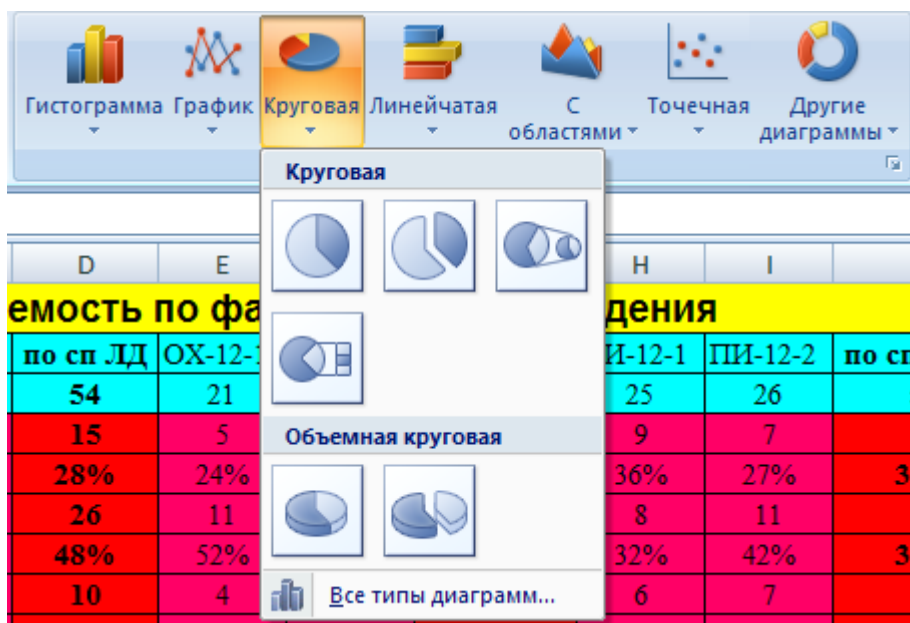 Гистограмма График Круговая Линейчатая С областями Точечная Другие диаграммы
Круговая
D E H I
емость по фа дения
по сп ЛД ОХ-12-1 И-12-1 ПИ-12-2 по сп
54 21 25 26
15 5 9 7
Объемная круговая
28% 24% 36% 27% 3
26 11 8 11
48% 52% 32% 42% 3
10 4 6 7
Все типы диаграмм...